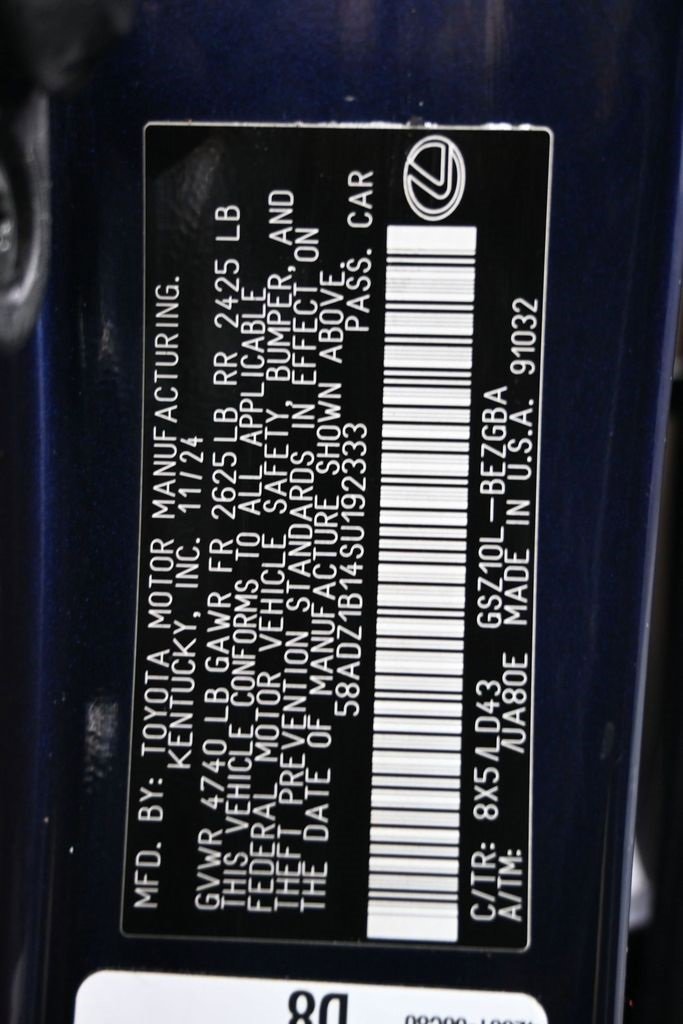 MFD. BY: TOYOTA MOTOR MANUFACTURING.
KENTUCKY, INC. 11/24
GVWR 4740 LB GAWR FR 2625 LB RR 2425 LB
THIS VEHICLE CONFORMS TO ALL APPLICABLE
FEDERAL MOTOR VEHICLE SAFETY, BUMPER, AND
THEFT PREVENTION STANDARDS IN EFFECT ON
THE DATE OF MANUFACTURE SHOWN ABOVE.
58ADZ1B14SU192333 PASS. CAR
C/TR: 8X5/LD43 GSZ10L-BEZGBA
A/TM: /UA80E MADE IN U.S.A. 91032
D8